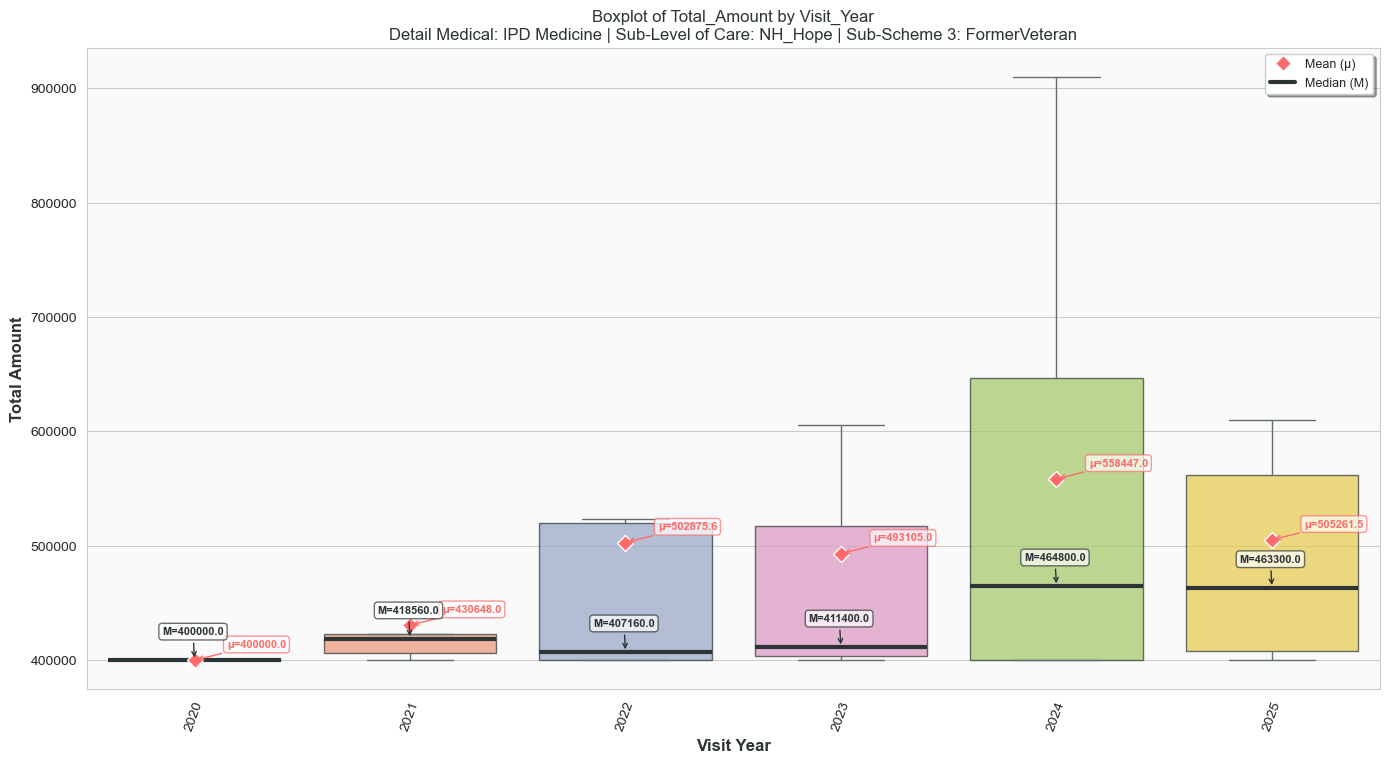 Boxplot of Total_Amount by Visit_Year
Detail Medical: IPD Medicine | Sub-Level of Care: NH_Hope | Sub-Scheme 3: FormerVeteran
Mean (μ)
Median (M)
Total Amount
900000
800000
700000
600000
500000
400000
M=400000.0
μ=400000.0
M=418560.0
μ=430648.0
μ=502875.6
M=407160.0
μ=493105.0
M=411400.0
μ=558447.0
M=464800.0
μ=505261.5
M=463300.0
2020
2021
2022
2023
2024
2025
Visit Year